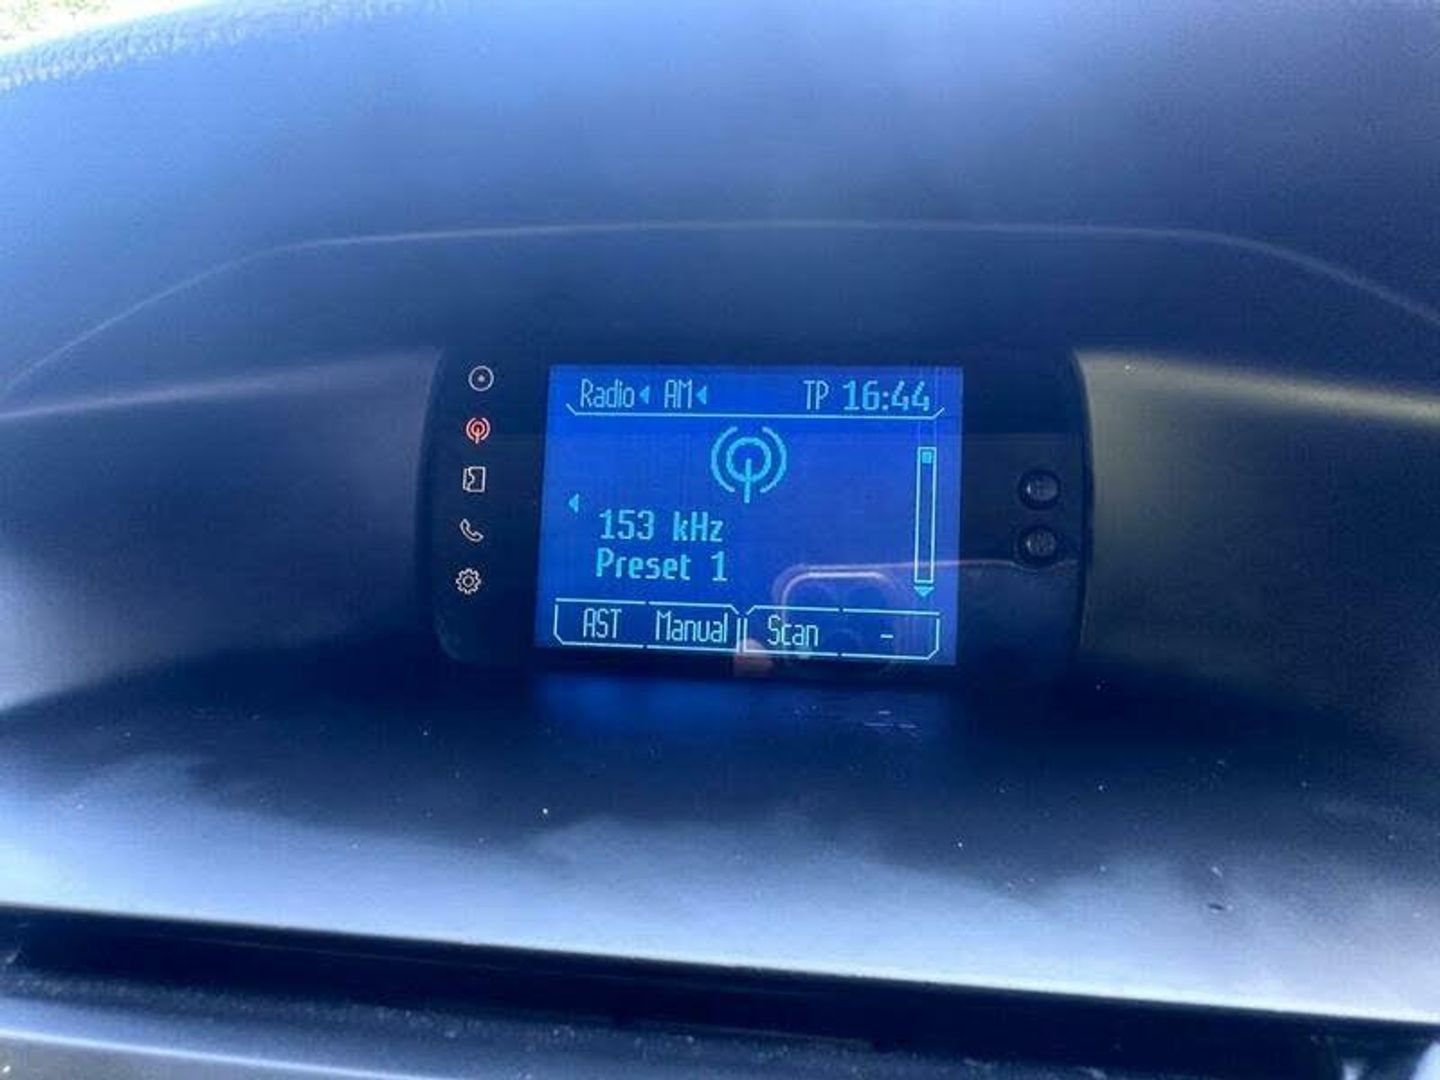 Radio AM TP 16:44
153 kHz
Preset 1
AST Manual Scan -